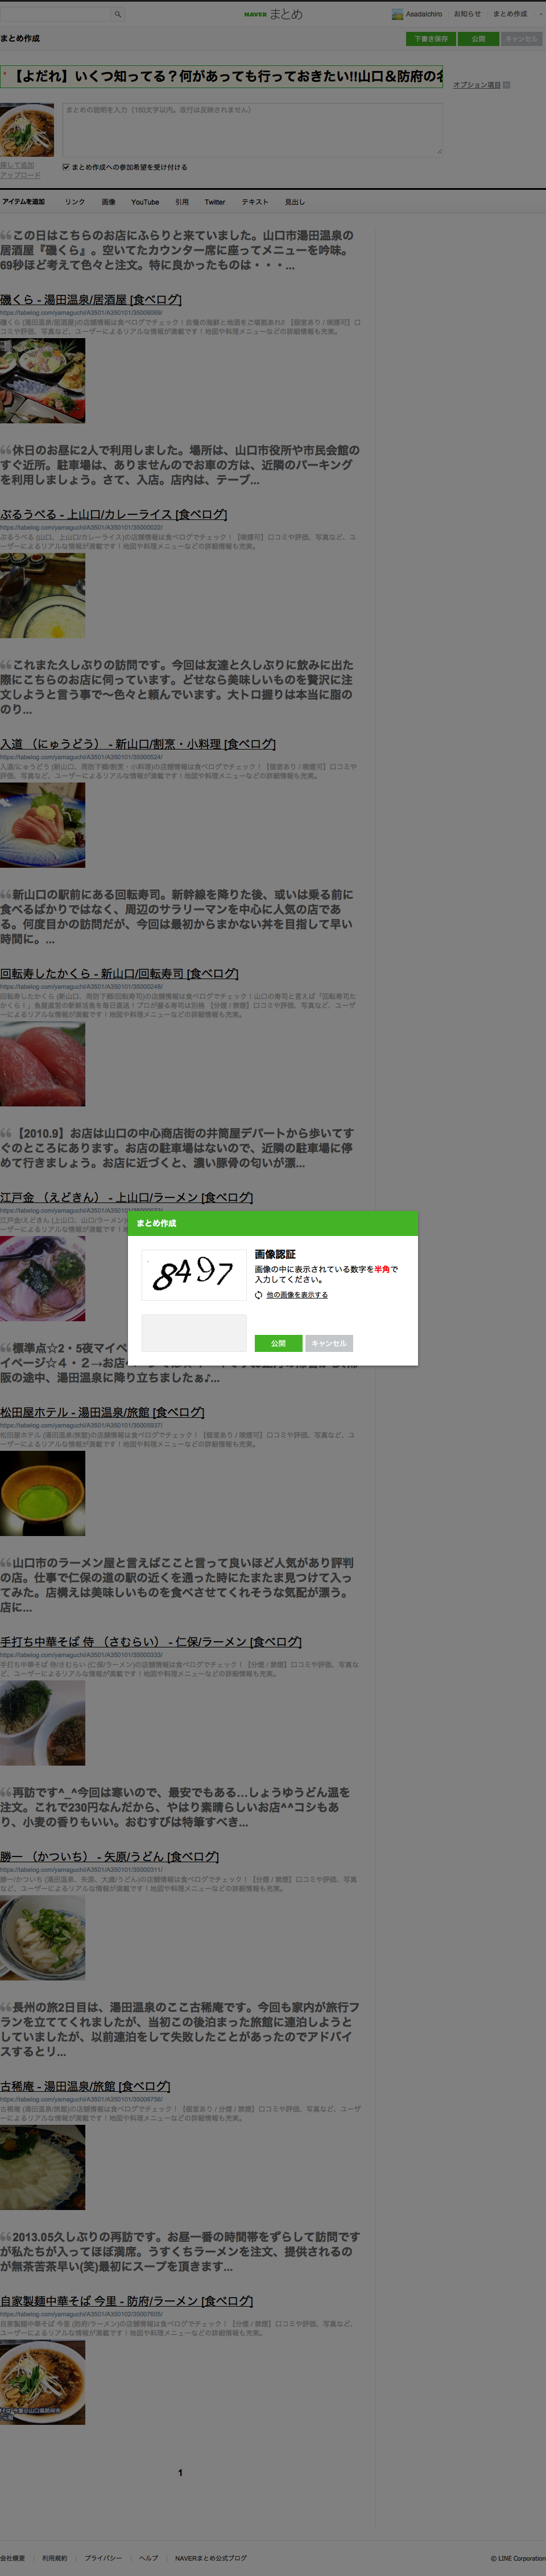 NAVER まとめ
AsadaIchiro お知らせ まとめ作成
まとめ作成
下書き保存 公開 キャンセル
【よだれ】いくつ知ってる？何があっても行っておきたい!!山口＆防府の名
オプション項目
まとめの説明を入力（150文字以内。改行は反映されません）
探して追加
アップロード
まとめ作成への参加希望を受け付ける
アイテムを追加 リンク 画像 YouTube 引用 Twitter テキスト 見出し
この日はこちらのお店にふらりと来ていました。山口市湯田温泉の
居酒屋『磯くら』。空いてたカウンター席に座ってメニューを吟味。
69秒ほど考えて色々と注文。特に良かったものは・・・...
磯くら - 湯田温泉/居酒屋 [食べログ]
磯くら (湯田温泉/居酒屋)の店舗情報は食べログでチェック！自慢の海鮮と地酒をご堪能あれ!! 【個室あり / 喫煙可】口
コミや評価、写真など、ユーザーによるリアルな情報が満載です！地図や料理メニューなどの詳細情報も充実。
休日のお昼に2人で利用しました。場所は、山口市役所や市民会館の
すぐ近所。駐車場は、ありませんのでお車の方は、近隣のパーキング
を利用しましょう。さて、入店。店内は、テーブ...
ぶるうべる - 上山口/カレーライス [食べログ]
https://tabelog.com/yamaguchi/A3501/A350101/35000022/
ぶるうべる (山口、上山口/カレーライス)の店舗情報は食べログでチェック！【喫煙可】口コミや評価、写真など、ユ
ーザーによるリアルな情報が満載です！地図や料理メニューなどの詳細情報も充実。
これまた久しぶりの訪問です。今回は友達と久しぶりに飲みに出た
際にこちらのお店に伺っています。どせなら美味しいものを贅沢に注
文しようと言う事で〜色々と頼んでいます。大トロ握りは本当に脂の
のり...
入道 （にゅうどう） - 新山口/割烹・小料理 [食べログ]
https://tabelog.com/yamaguchi/A3501/A350101/35000524/
入道/にゅうどう (新山口、周防下郷/割烹・小料理)の店舗情報は食べログでチェック！【個室あり / 喫煙可】口コミや
評価、写真など、ユーザーによるリアルな情報が満載です！地図や料理メニューなどの詳細情報も充実。
新山口の駅前にある回転寿司。新幹線を降りた後、或いは乗る前に
食べるばかりではなく、周辺のサラリーマンを中心に人気の店であ
る。何度目かの訪問だが、今回は最初からまかない丼を目指して早い
時間に。...
回転寿したかくら - 新山口/回転寿司 [食べログ]
https://tabelog.com/yamaguchi/A3501/A350101/35000248/
回転寿したかくら (新山口、周防下郷/回転寿司)の店舗情報は食べログでチェック！山口の寿司と言えば「回転寿司た
かくら！」魚屋直営の新鮮活魚を毎日直送！プロが握る寿司は別格 【分煙 / 禁煙】口コミや評価、写真など、ユーザ
ーによるリアルな情報が満載です！地図や料理メニューなどの詳細情報も充実。
【2010.9】お店は山口の中心商店街の井筒屋デパートから歩いてす
ぐのところにあります。お店の駐車場はないので、近隣の駐車場に停
めて行きましょう。お店に近づくと、濃い豚骨の匂いが漂...
江戸金 （えどきん） - 上山口/ラーメン [食べログ]
まとめ作成
8497
画像認証
画像の中に表示されている数字を半角で
入力してください。
他の画像を表示する
公開 キャンセル
標準点☆2・5夜マイペ
イページ☆４・２→お店
阪の途中、湯田温泉に降り立ちましたぁ♪...
松田屋ホテル - 湯田温泉/旅館 [食べログ]
https://tabelog.com/yamaguchi/A3501/A350101/35005937/
松田屋ホテル (湯田温泉/旅館)の店舗情報は食べログでチェック！【個室あり / 喫煙可】口コミや評価、写真など、ユ
ーザーによるリアルな情報が満載です！地図や料理メニューなどの詳細情報も充実。
山口市のラーメン屋と言えばここと言って良いほど人気があり評判
の店。仕事で仁保の道の駅の近くを通った時にたまたま見つけて入っ
てみた。店構えは美味しいものを食べさせてくれそうな気配が漂う。
店に...
手打ち中華そば 侍 （さむらい） - 仁保/ラーメン [食べログ]
https://tabelog.com/yamaguchi/A3501/A350101/35000333/
手打ち中華そば 侍/さむらい (仁保/ラーメン)の店舗情報は食べログでチェック！【分煙 / 禁煙】口コミや評価、写真な
ど、ユーザーによるリアルな情報が満載です！地図や料理メニューなどの詳細情報も充実。
再訪です^_^今回は寒いので、最安でもある…しょうゆうどん温を
注文。これで230円なんだから、やはり素晴らしいお店^^コシもあ
り、小麦の香りもいい。おむすびは特筆すべき...
勝一 （かついち） - 矢原/うどん [食べログ]
https://tabelog.com/yamaguchi/A3501/A350101/35000311/
勝一/かついち (湯田温泉、矢原、大歳/うどん)の店舗情報は食べログでチェック！【分煙 / 禁煙】口コミや評価、写真
など、ユーザーによるリアルな情報が満載です！地図や料理メニューなどの詳細情報も充実。
長州の旅2日目は、湯田温泉のここ古稀庵です。今回も家内が旅行プ
ランを立ててくれましたが、当初この後泊まった旅館に連泊しようと
していましたが、以前連泊をして失敗したことがあったのでアドバイ
スするとリ...
古稀庵 - 湯田温泉/旅館 [食べログ]
https://tabelog.com/yamaguchi/A3501/A350101/35006756/
古稀庵 (湯田温泉/旅館)の店舗情報は食べログでチェック！【個室あり / 分煙 / 禁煙】口コミや評価、写真など、ユーザ
ーによるリアルな情報が満載です！地図や料理メニューなどの詳細情報も充実。
2013.05久しぶりの再訪です。お昼一番の時間帯をずらして訪問です
が私たちが入ってほぼ満席。うすくちラーメンを注文、提供されるの
が無茶苦茶早い(笑)最初にスープを頂きます...
自家製麺中華そば 今里 - 防府/ラーメン [食べログ]
https://tabelog.com/yamaguchi/A3501/A350102/35007605/
自家製麺中華そば 今里 (防府/ラーメン)の店舗情報は食べログでチェック！【分煙 / 禁煙】口コミや評価、写真など、
ユーザーによるリアルな情報が満載です！地図や料理メニューなどの詳細情報も充実。
1
会社概要 利用規約 プライバシー ヘルプ NAVERまとめ公式ブログ
© LINE Corporation